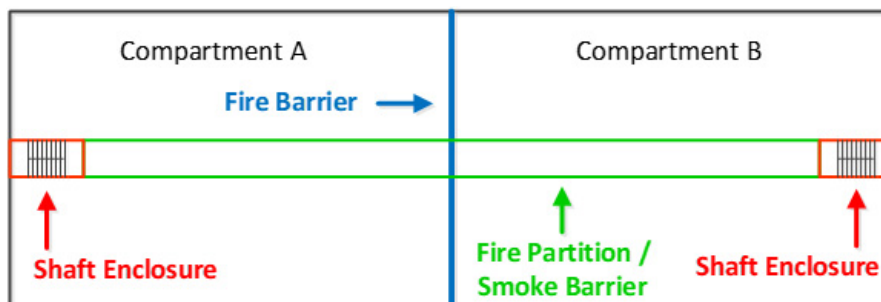 Compartment A
Compartment B
Fire Barrier
Shaft Enclosure
Fire Partition /
Smoke Barrier
Shaft Enclosure